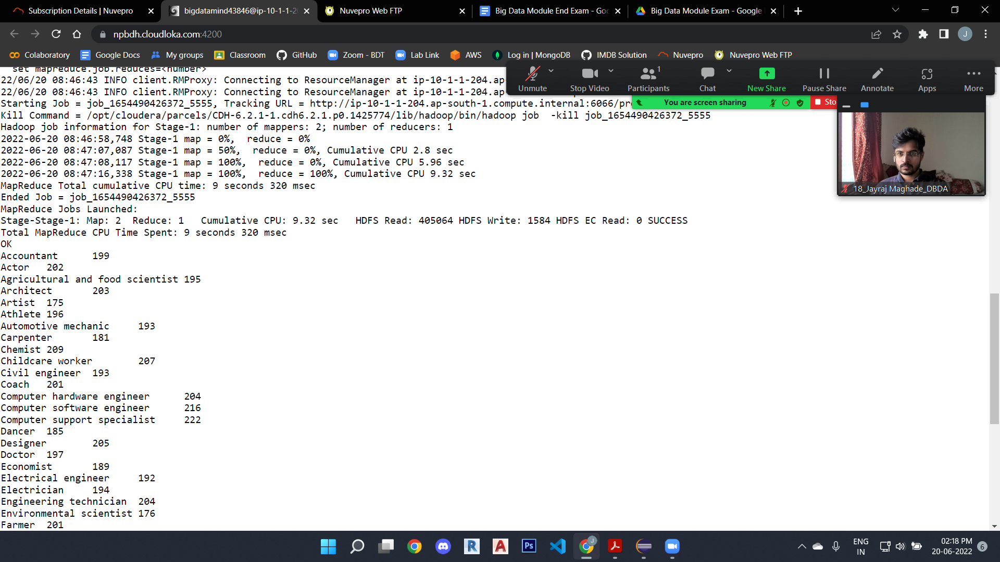 Subscription Details | Nuvepro
bigdatamind43846@ip-10-1-1-2
Nuvepro Web FTP
Big Data Module End Exam - Goo
Big Data Module Exam - Google
npbdh.cloudloka.com:4200
J
Colaboratory
Google Docs
My groups
Classroom
GitHub
Zoom - BDT
Lab Link
AWS
Log in | MongoDB
IMDB Solution
Nuvepro
Nuvepro Web FTP
Unmute
Stop Video
1
Participants
Chat
New Share
Pause Share
Annotate
Apps
More
You are screen sharing
Sto
18_Jayraj Maghade_DBDA
set mapreduce.job.reduces=<number>
22/06/20 08:46:43 INFO client.RMProxy: Connecting to ResourceManager at ip-10-1-1-204.ap-
22/06/20 08:46:43 INFO client.RMProxy: Connecting to ResourceManager at ip-10-1-1-204.ap-
Starting Job = job_1654490426372_5555, Tracking URL = http://ip-10-1-1-204.ap-south-1.compute.internal:6066/pr
Kill Command = /opt/cloudera/parcels/CDH-6.2.1-1.cdh6.2.1.p0.1425774/lib/hadoop/bin/hadoop job  -kill job_1654490426372_5555
Hadoop job information for Stage-1: number of mappers: 2; number of reducers: 1
2022-06-20 08:46:58,748 Stage-1 map = 0%,  reduce = 0%
2022-06-20 08:47:07,087 Stage-1 map = 50%,  reduce = 0%, Cumulative CPU 2.8 sec
2022-06-20 08:47:08,117 Stage-1 map = 100%,  reduce = 0%, Cumulative CPU 5.96 sec
2022-06-20 08:47:16,338 Stage-1 map = 100%,  reduce = 100%, Cumulative CPU 9.32 sec
MapReduce Total cumulative CPU time: 9 seconds 320 msec
Ended Job = job_1654490426372_5555
MapReduce Jobs Launched:
Stage-Stage-1: Map: 2  Reduce: 1   Cumulative CPU: 9.32 sec   HDFS Read: 405064 HDFS Write: 1584 HDFS EC Read: 0 SUCCESS
Total MapReduce CPU Time Spent: 9 seconds 320 msec
OK
Accountant      199
Actor   202
Agricultural and food scientist 195
Architect       203
Artist  175
Athlete 196
Automotive mechanic     193
Carpenter       181
Chemist 209
Childcare worker        207
Civil engineer  193
Coach   201
Computer hardware engineer      204
Computer software engineer      216
Computer support specialist     222
Dancer  185
Designer        205
Doctor  197
Economist       189
Electrical engineer     192
Electrician     194
Engineering technician  204
Environmental scientist 176
Farmer  201
Ps
ENG
IN
02:18 PM
20-06-2022
6